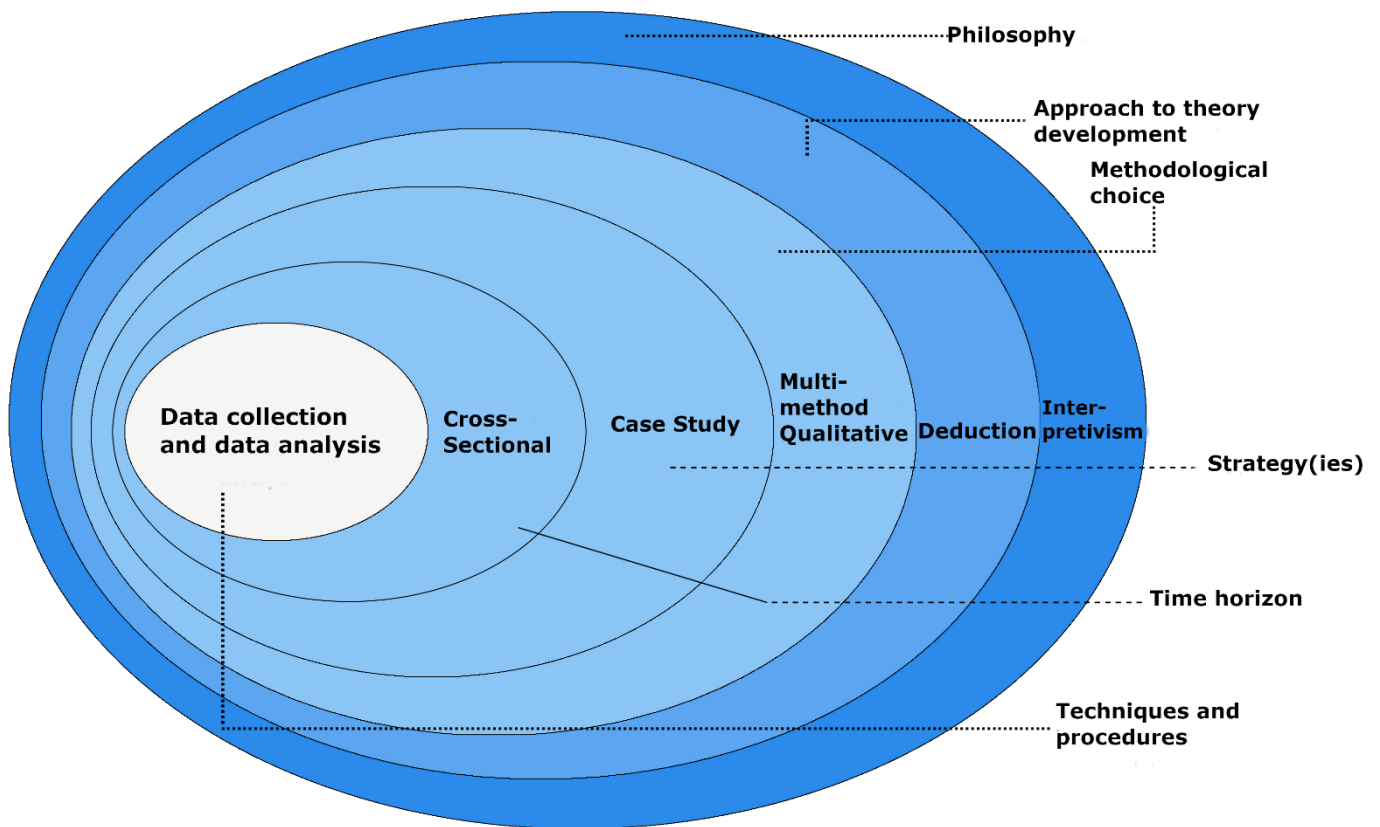 Philosophy
Approach to theory
development
Methodological
choice
Data collection
and data analysis
Cross-
Sectional
Case Study
Multi-
method
Qualitative
Deduction
Inter-
pretivism
Strategy(ies)
Time horizon
Techniques and
procedures